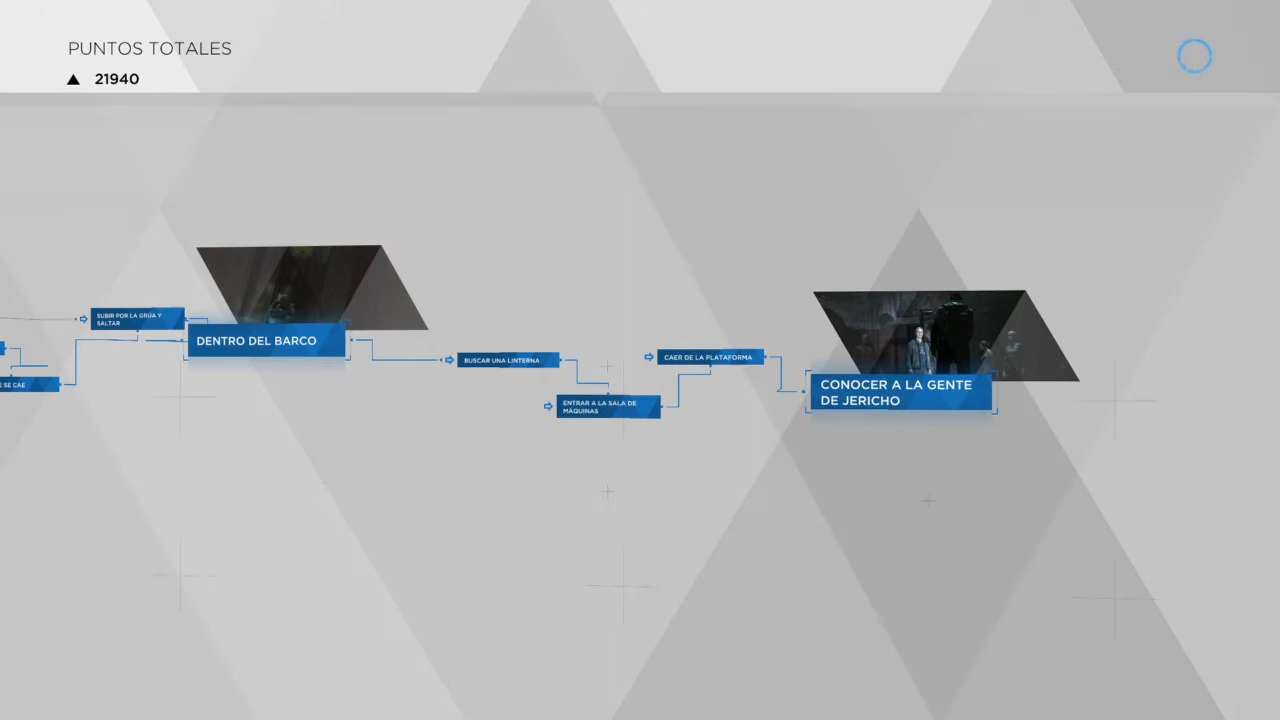 PUNTOS TOTALES
21940
SUBIR POR LA GRÚA Y
SALTAR
DENTRO DEL BARCO
E SE CAE
BUSCAR UNA LINTERNA
ENTRAR A LA SALA DE
MÁQUINAS
CAER DE LA PLATAFORMA
CONOCER A LA GENTE
DE JERICHO